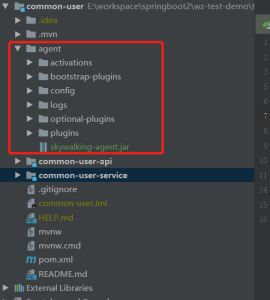 common-user E:\workspace\springboot2\wz-test-demo\
.idea
.mvn
agent
activations
bootstrap-plugins
config
logs
optional-plugins
plugins
skywalking-agent.jar
common-user-api
common-user-service
.gitignore
common-user.iml
HELP.md
mvnw
mvnw.cmd
pom.xml
README.md
External Libraries